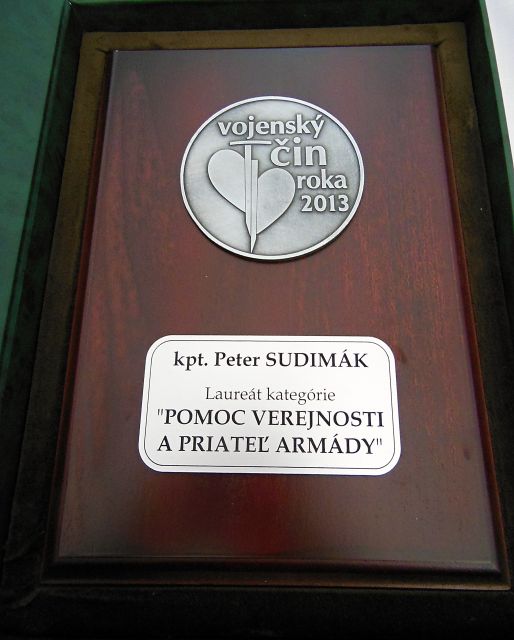 vojenský
čin
roka
2013
kpt. Peter SUDIMÁK
Laureát kategórie
"POMOC VEREJNOSTI
A PRIATEĽ ARMÁDY"